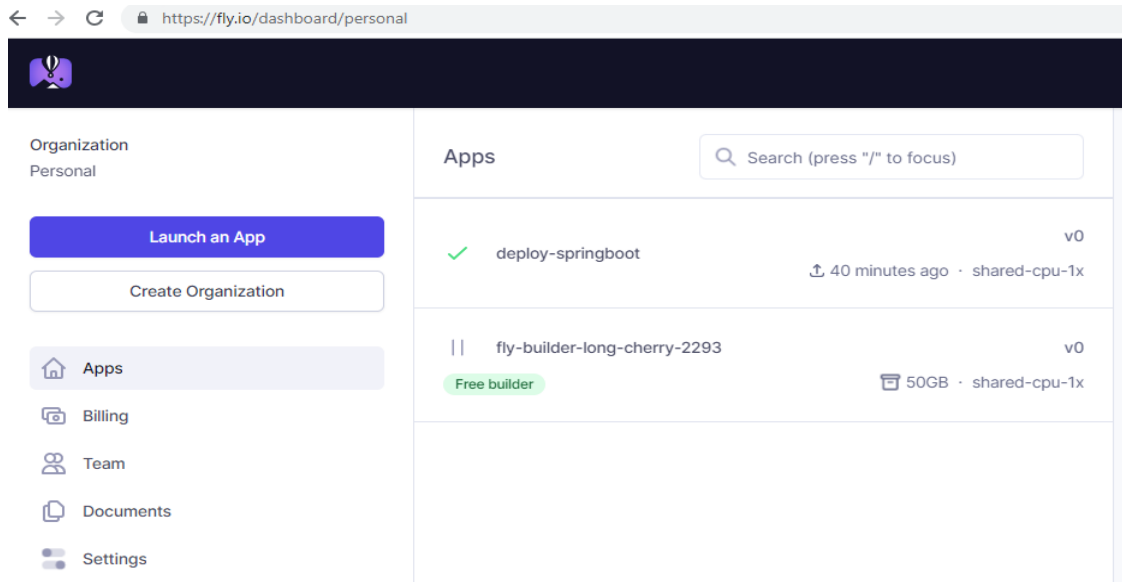 https://fly.io/dashboard/personal
Organization
Personal
Launch an App
Create Organization
Apps
Billing
Team
Documents
Settings
Apps
Search (press "/" to focus)
deploy-springboot
v0
40 minutes ago · shared-cpu-1x
fly-builder-long-cherry-2293
v0
Free builder
50GB · shared-cpu-1x